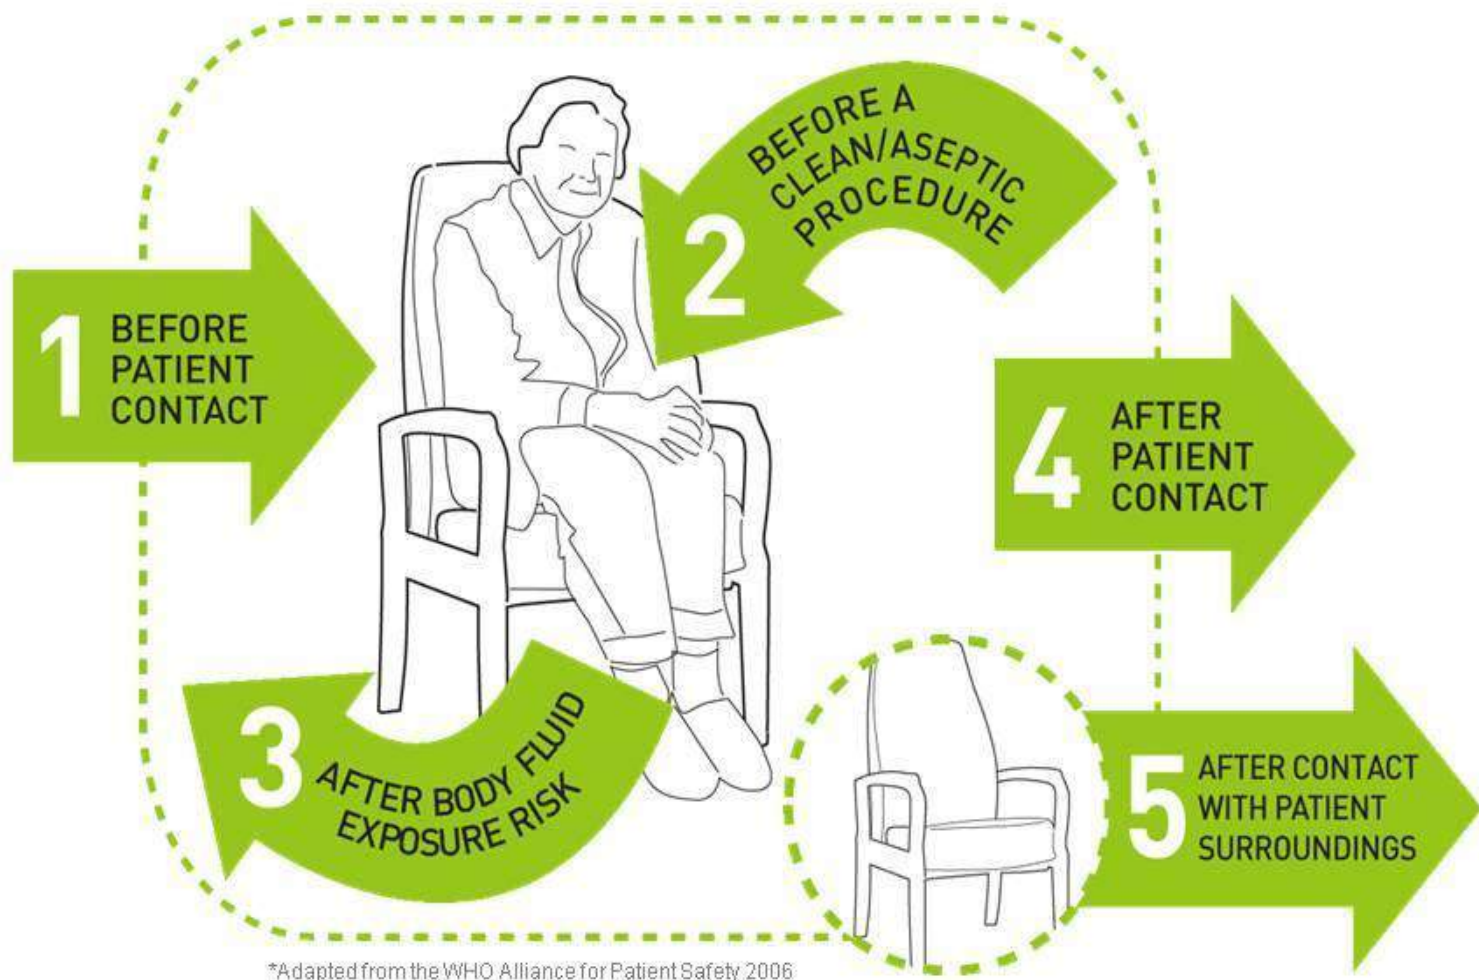 1
BEFORE
PATIENT
CONTACT
2
BEFORE A
CLEAN/ASEPTIC
PROCEDURE
3
AFTER BODY FLUID
EXPOSURE RISK
4
AFTER
PATIENT
CONTACT
5
AFTER CONTACT
WITH PATIENT
SURROUNDINGS
*Adapted from the WHO Alliance for Patient Safety 2006